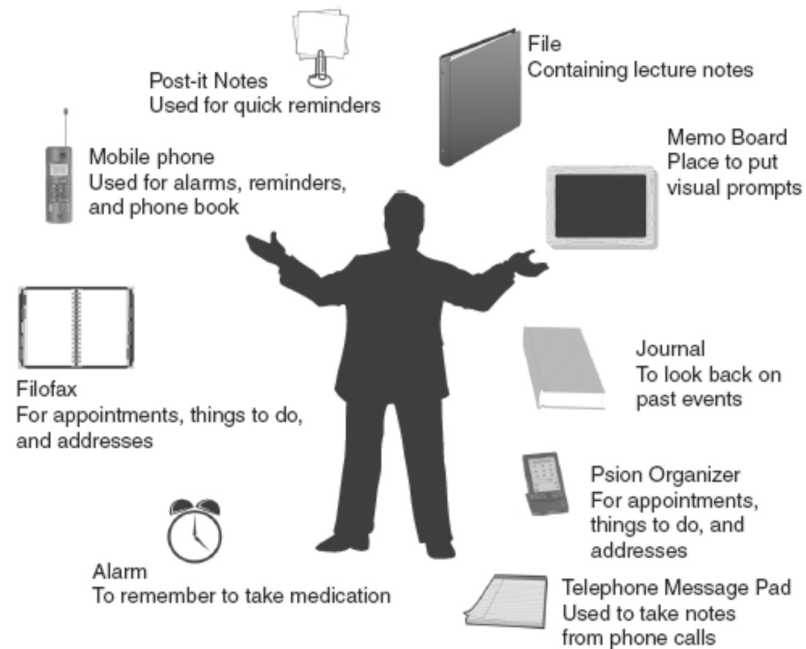 Post-it Notes
Used for quick reminders
File
Containing lecture notes
Mobile phone
Used for alarms, reminders,
and phone book
Memo Board
Place to put
visual prompts
Filofax
For appointments, things to do,
and addresses
Journal
To look back on
past events
Psion Organizer
For appointments,
things to do, and
addresses
Alarm
To remember to take medication
Telephone Message Pad
Used to take notes
from phone calls